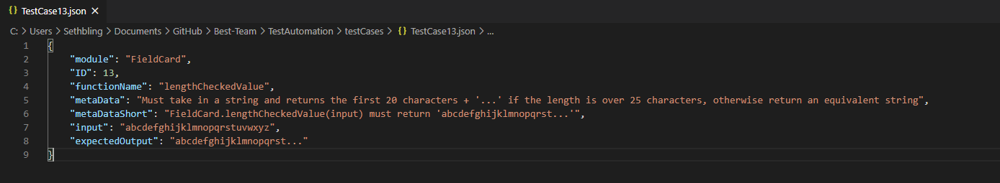 {} TestCase13.json ×
C: > Users > Sethbling > Documents > GitHub > Best-Team > TestAutomation > testCases > {} TestCase13.json > ...
1 {
2 "module": "FieldCard",
3 "ID": 13,
4 "functionName": "lengthCheckedValue",
5 "metaData": "Must take in a string and returns the first 20 characters + '...' if the length is over 25 characters, otherwise return an equivalent string",
6 "metaDataShort": "FieldCard.lengthCheckedValue(input) must return 'abcdefghijklmnopqrst...'",
7 "input": "abcdefghijklmnopqrstuvwxyz",
8 "expectedOutput": "abcdefghijklmnopqrst..."
9 }